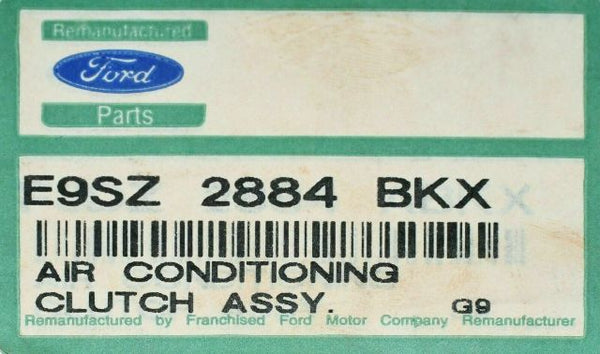 Remanufactured
Ford
Parts
E9SZ 2884 BKX
AIR CONDITIONING
CLUTCH ASSY. G9
Remanufactured by Franchised Ford Motor Company Remanufacturer